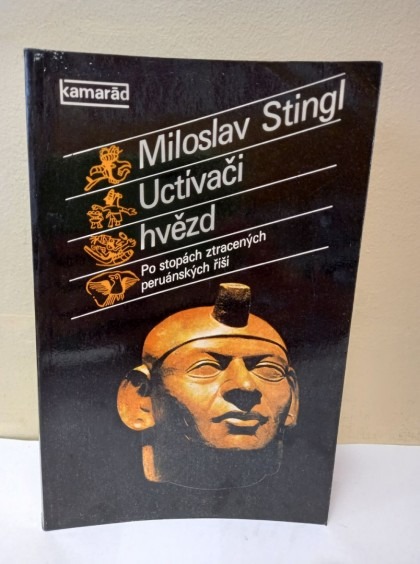 kamarád
Miloslav Stingl
Uctívači
hvězd
Po stopách ztracených
peruánských říší